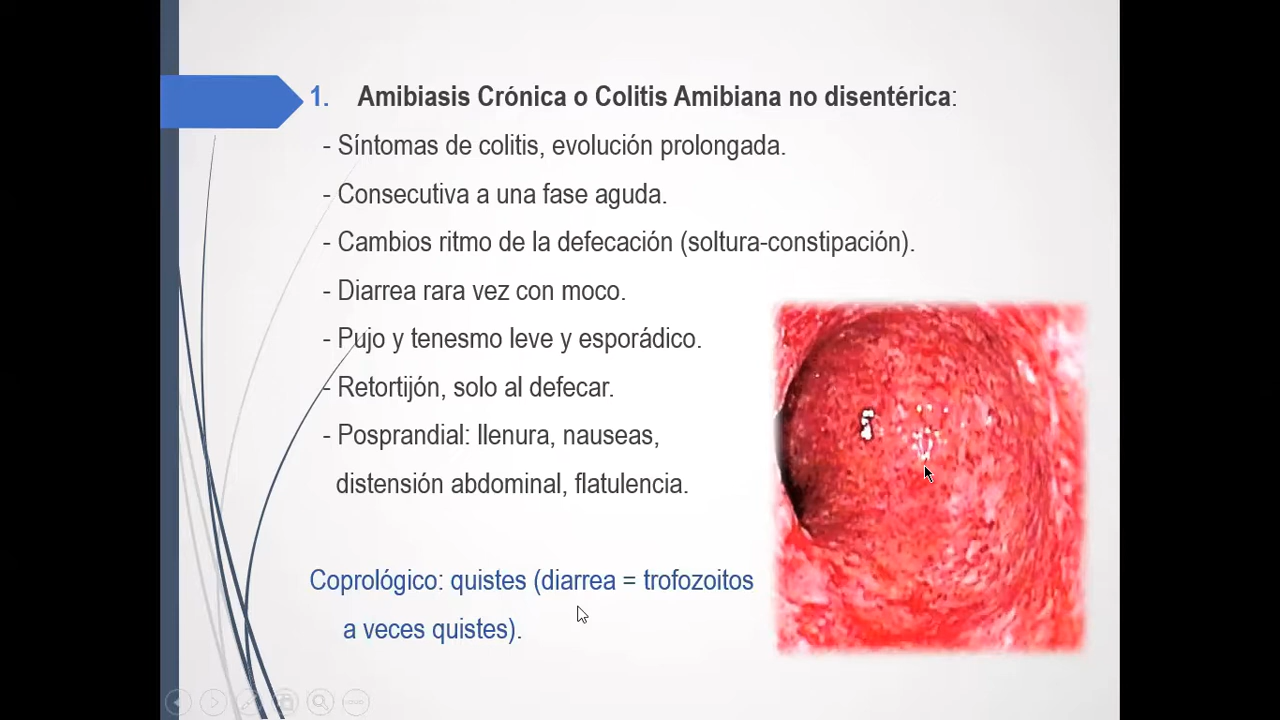 1. Amibiasis Crónica o Colitis Amibiana no disentérica:
- Síntomas de colitis, evolución prolongada.
- Consecutiva a una fase aguda.
- Cambios ritmo de la defecación (soltura-constipación).
- Diarrea rara vez con moco.
- Pujo y tenesmo leve y esporádico.
- Retortijón, solo al defecar.
- Posprandial: llenura, nauseas,
distensión abdominal, flatulencia.
Coprológico: quistes (diarrea = trofozoitos
a veces quistes).